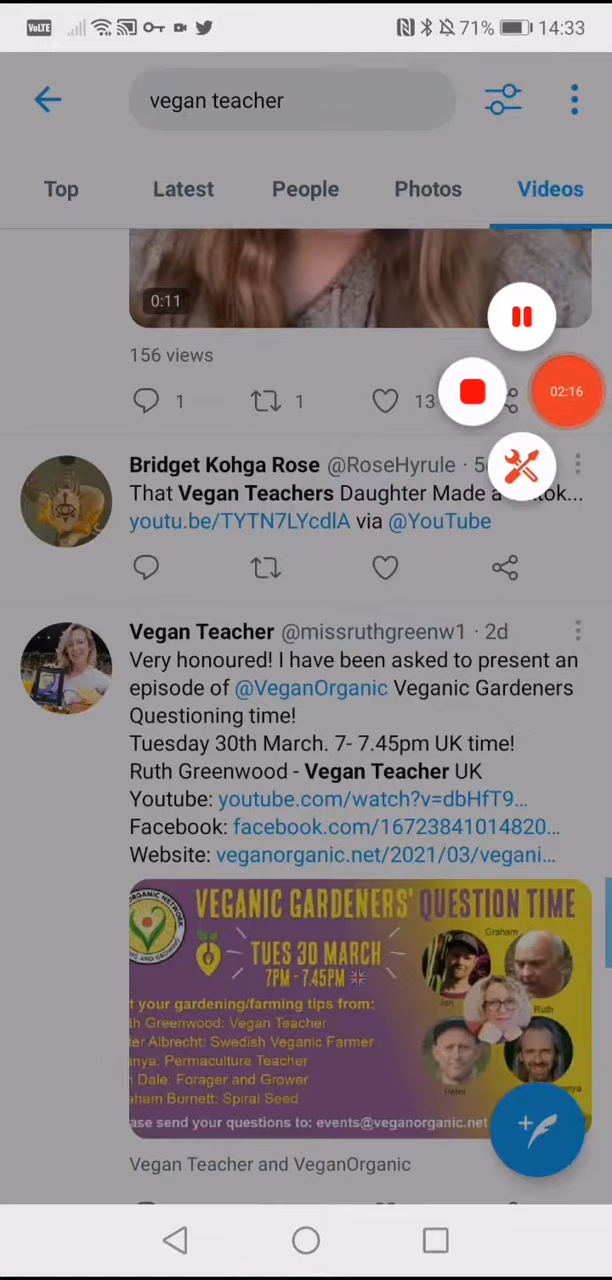 VoLTE 71% 14:33
vegan teacher
Top Latest People Photos Videos
0:11
156 views
1 1 13
02:16
Bridget Kohga Rose @RoseHyrule · 5
That Vegan Teachers Daughter Made a
youtu.be/TYTN7LYcdlA via @YouTube
Vegan Teacher @missruthgreenw1 · 2d
Very honoured! I have been asked to present an
episode of @VeganOrganic Veganic Gardeners
Questioning time!
Tuesday 30th March. 7- 7.45pm UK time!
Ruth Greenwood - Vegan Teacher UK
Youtube: youtube.com/watch?v=dbHfT9...
Facebook: facebook.com/16723841014820...
Website: veganorganic.net/2021/03/vegani...
VEGANIC GARDENERS' QUESTION TIME
TUES 30 MARCH
7PM - 7.45PM
Graham
Jan
Ruth
Peter
t your gardening/farming tips from:
th Greenwood: Vegan Teacher
er Albrecht: Swedish Veganic Farmer
nya: Permaculture Teacher
n Dale: Forager and Grower
ham Burnett: Spiral Seed
ase send your questions to: events@veganorganic.net
Vegan Teacher and VeganOrganic